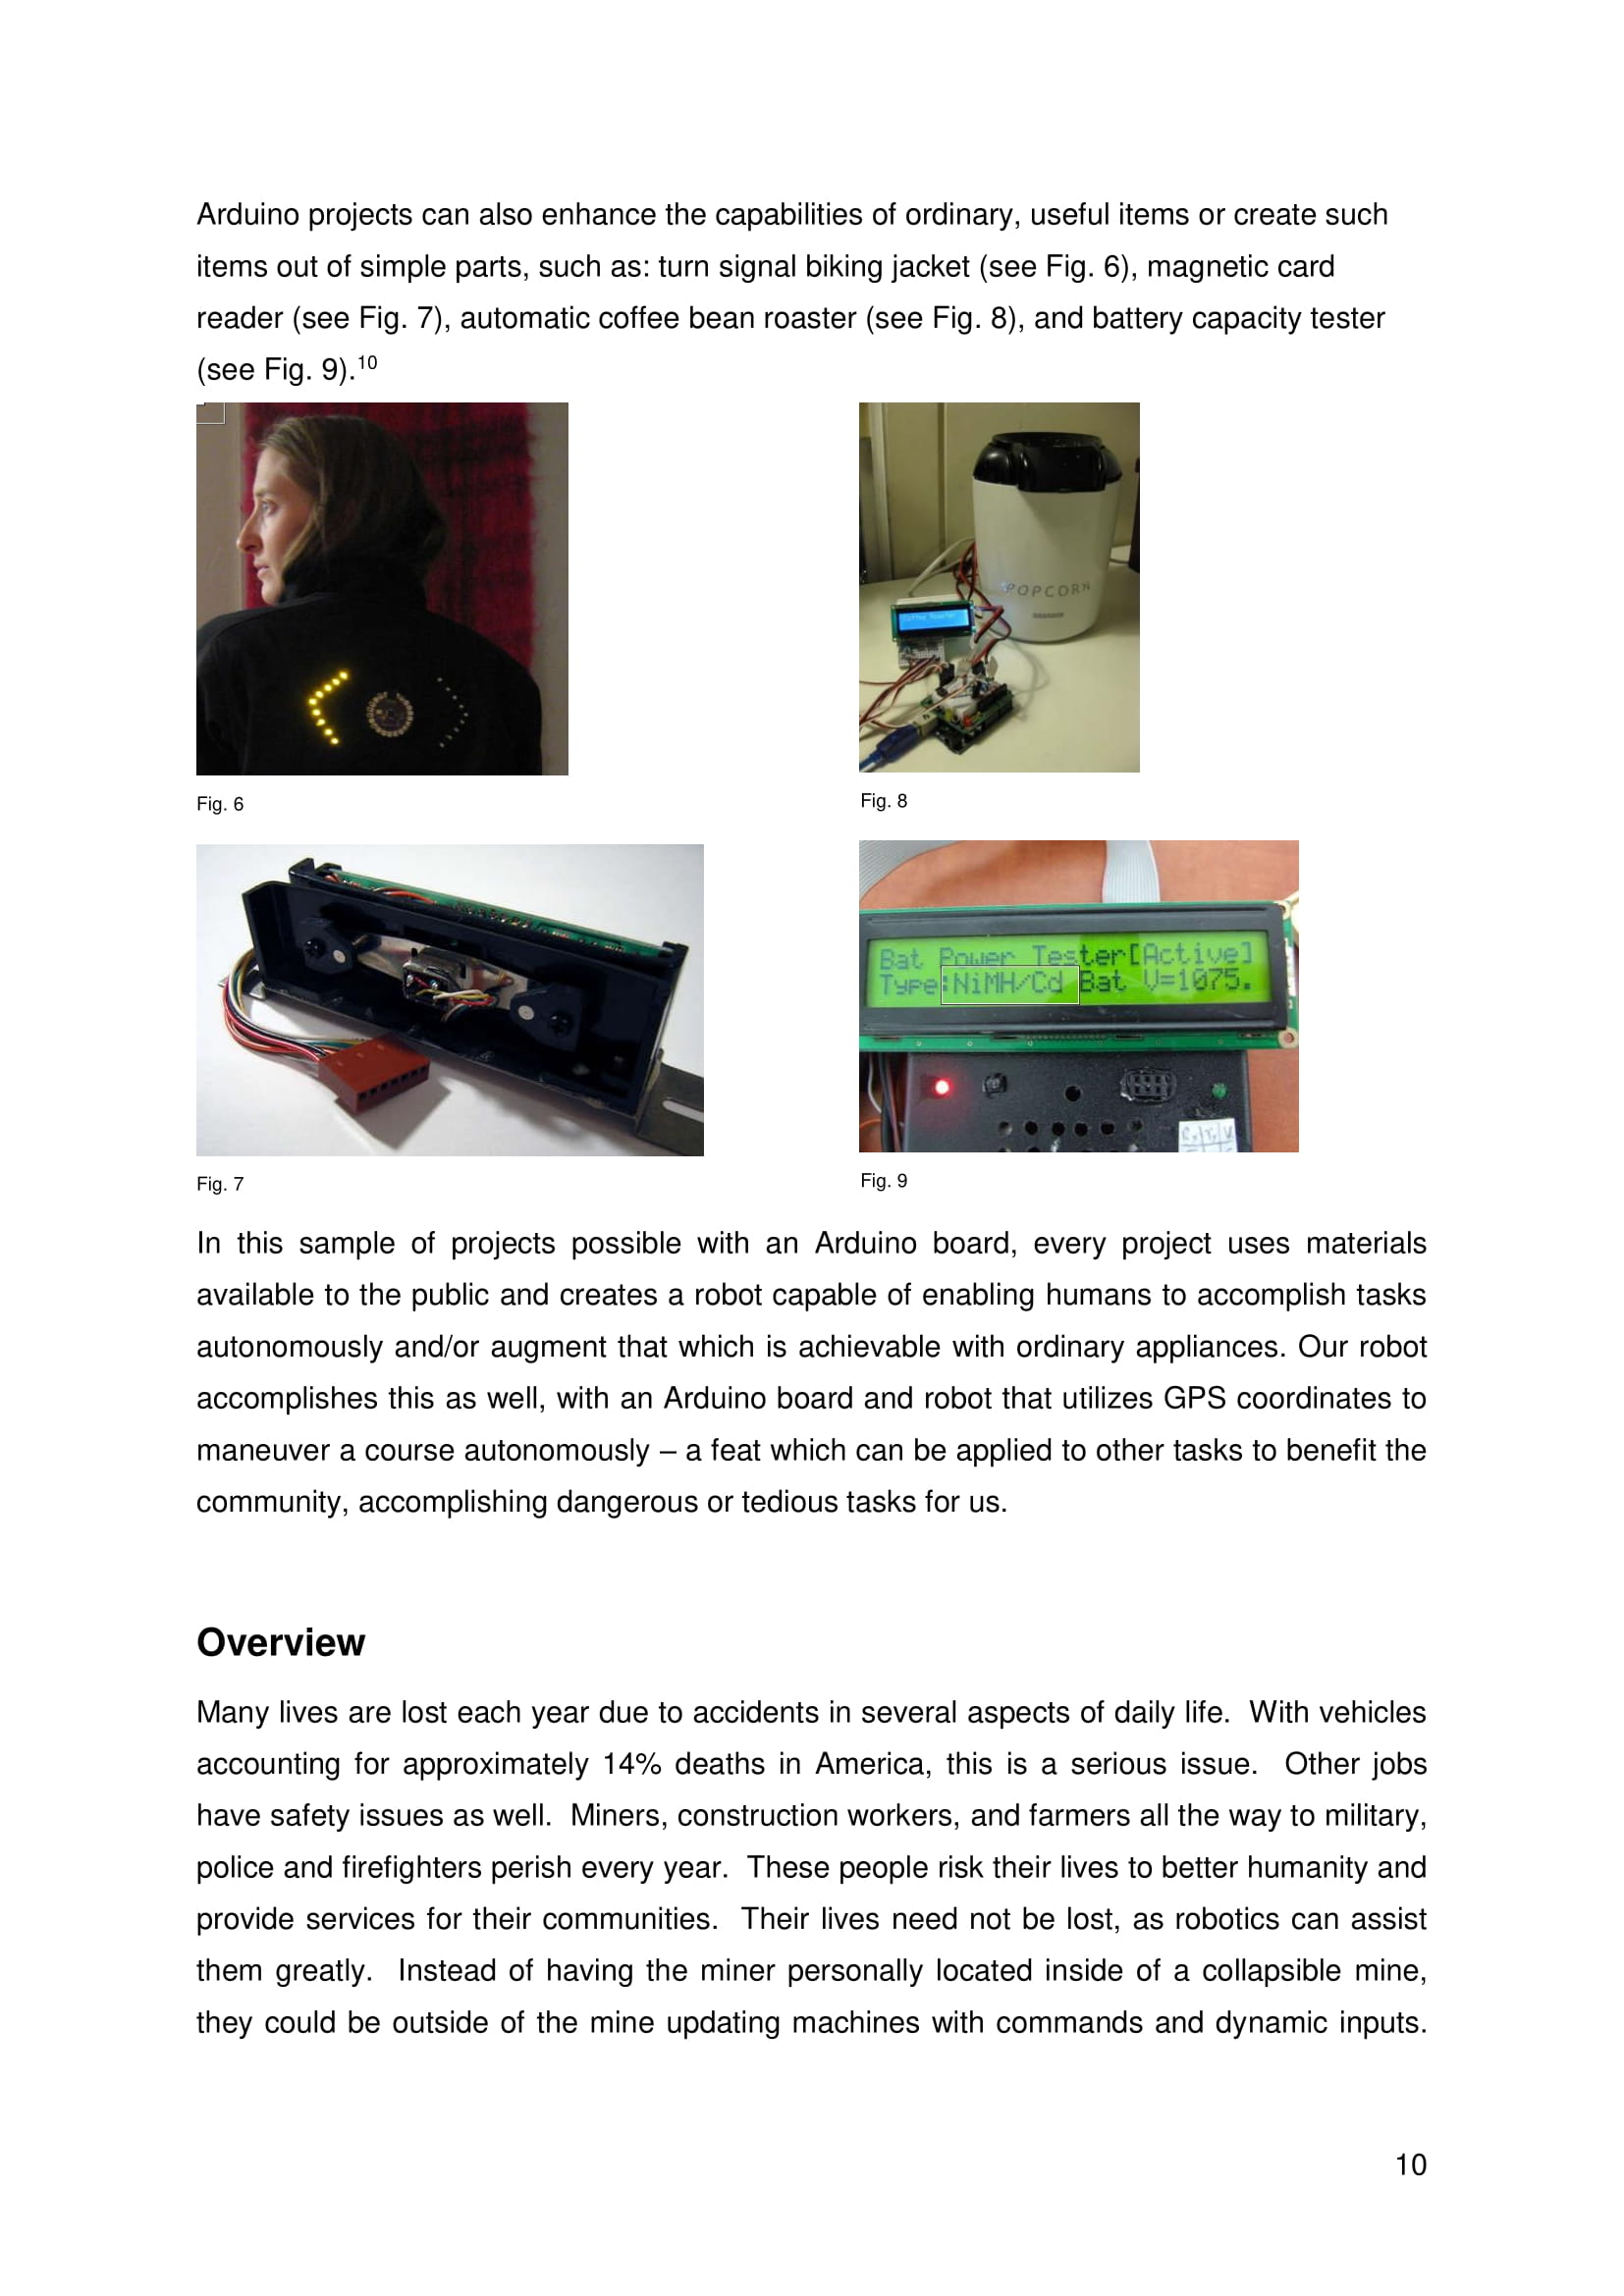 Arduino projects can also enhance the capabilities of ordinary, useful items or create such
items out of simple parts, such as: turn signal biking jacket (see Fig. 6), magnetic card
reader (see Fig. 7), automatic coffee bean roaster (see Fig. 8), and battery capacity tester
(see Fig. 9).10
POPCORN
Fig. 6
Fig. 8
Bat Power Tester[Active]
Type:NiMH/Cd Bat V=1075.
Fig. 7
Fig. 9
In this sample of projects possible with an Arduino board, every project uses materials
available to the public and creates a robot capable of enabling humans to accomplish tasks
autonomously and/or augment that which is achievable with ordinary appliances. Our robot
accomplishes this as well, with an Arduino board and robot that utilizes GPS coordinates to
maneuver a course autonomously – a feat which can be applied to other tasks to benefit the
community, accomplishing dangerous or tedious tasks for us.
Overview
Many lives are lost each year due to accidents in several aspects of daily life.  With vehicles
accounting for approximately 14% deaths in America, this is a serious issue.  Other jobs
have safety issues as well.  Miners, construction workers, and farmers all the way to military,
police and firefighters perish every year.  These people risk their lives to better humanity and
provide services for their communities.  Their lives need not be lost, as robotics can assist
them greatly.  Instead of having the miner personally located inside of a collapsible mine,
they could be outside of the mine updating machines with commands and dynamic inputs.
10